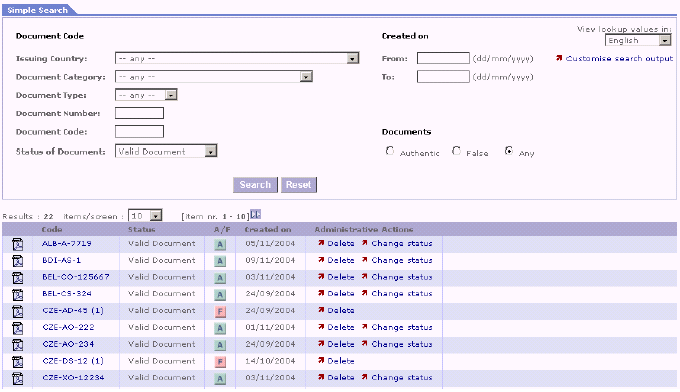 Simple Search
View lookup values in:
Document Code
Created on
English
Issuing Country: -- any --
From: (dd/mm/yyyy)
Customise search output
Document Category: -- any --
To: (dd/mm/yyyy)
Document Type: -- any --
Document Number:
Document Code:
Documents
Status of Document: Valid Document
Authentic False Any
Search Reset
Results : 22 items/screen : 10 [item nr. 1 - 10]
Code Status A/F Created on Administrative Actions
ALB-A-7719 Valid Document A 05/11/2004 Delete Change status
BDI-AS-1 Valid Document A 09/11/2004 Delete Change status
BEL-CO-125667 Valid Document A 03/11/2004 Delete Change status
BEL-CS-324 Valid Document A 24/09/2004 Delete Change status
CZE-AD-45 (1) Valid Document F 24/09/2004 Delete
CZE-AO-222 Valid Document A 01/11/2004 Delete Change status
CZE-AO-234 Valid Document A 24/09/2004 Delete Change status
CZE-DS-12 (1) Valid Document F 14/10/2004 Delete
CZE-XO-12234 Valid Document A 03/11/2004 Delete Change status